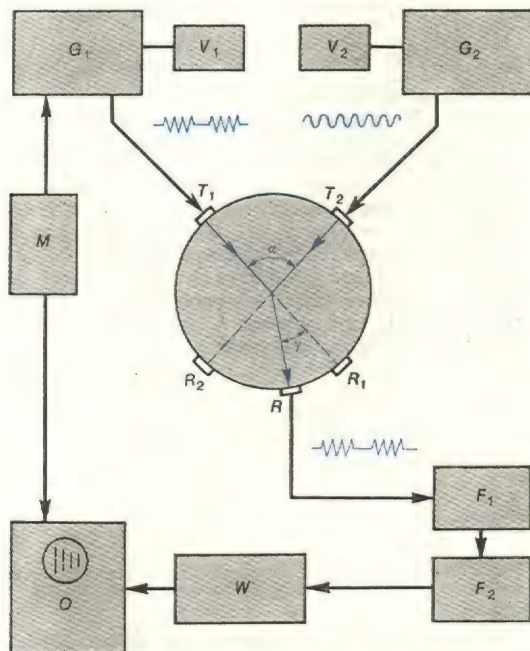 G₁ V₁ V₂ G₂
T₁ T₂
M
α
γ
R₂ R₁
R
F₁
O W F₂